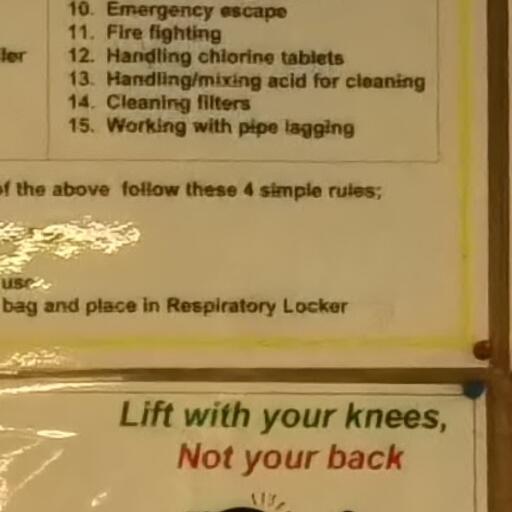 10. Emergency escape
11. Fire fighting
12. Handling chlorine tablets
13. Handling/mixing acid for cleaning
14. Cleaning filters
15. Working with pipe lagging
ler
of the above follow these 4 simple rules;
use
bag and place in Respiratory Locker
Lift with your knees,
Not your back